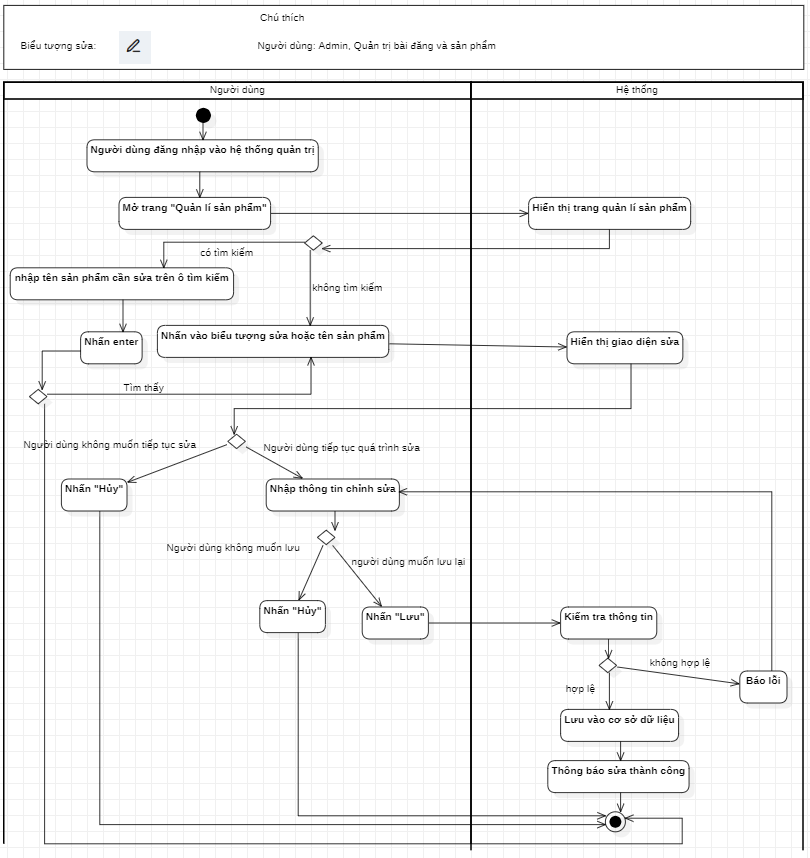 Chú thích
Biểu tượng sửa:
Người dùng: Admin, Quản trị bài đăng và sản phẩm
Người dùng
Hệ thống
Người dùng đăng nhập vào hệ thống quản trị
Mở trang "Quản lí sản phẩm"
Hiển thị trang quản lí sản phẩm
có tìm kiếm
nhập tên sản phẩm cần sửa trên ô tìm kiếm
không tìm kiếm
Nhấn enter
Nhấn vào biểu tượng sửa hoặc tên sản phẩm
Hiển thị giao diện sửa
Tìm thấy
Người dùng không muốn tiếp tục sửa
Người dùng tiếp tục quá trình sửa
Nhấn "Hủy"
Nhập thông tin chỉnh sửa
Người dùng không muốn lưu
người dùng muốn lưu lại
Nhấn "Hủy"
Nhấn "Lưu"
Kiểm tra thông tin
không hợp lệ
Báo lỗi
hợp lệ
Lưu vào cơ sở dữ liệu
Thông báo sửa thành công